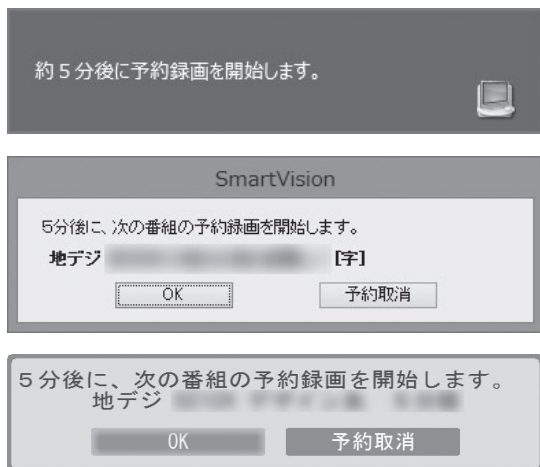 約５分後に予約録画を開始します。
SmartVision
5分後に、次の番組の予約録画を開始します。
地デジ [字]
OK 予約取消
５分後に、次の番組の予約録画を開始します。
地デジ
OK 予約取消